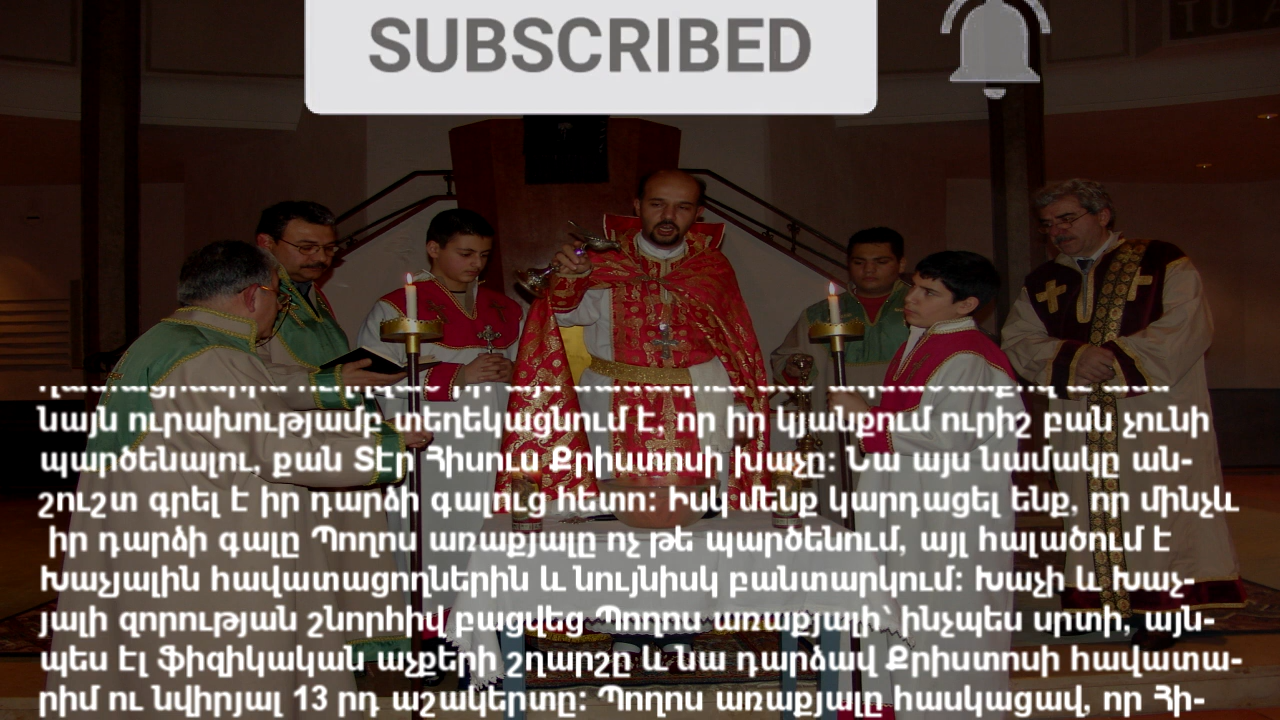 SUBSCRIBED
TU A
նայն ուրախությամբ տեղեկացնում է, որ իր կյանքում ուրիշ բան չունի
պարծենալու, քան Տէր Հիսուս Քրիստոսի խաչը: Նա այս նամակը ան-
շուշտ գրել է իր դարձի գալուց հետո: Իսկ մենք կարդացել ենք, որ մինչև
իր դարձի գալը Պողոս առաքյալը ոչ թե պարծենում, այլ հալածում է
Խաչյալին հավատացողներին և նույնիսկ բանտարկում: Խաչի և Խաչ-
յալի զորության շնորհիվ բացվեց Պողոս առաքյալի՝ ինչպես սրտի, այն-
պես էլ ֆիզիկական աչքերի շղարշը և նա դարձավ Քրիստոսի հավատա-
րիմ ու նվիրյալ 13 րդ աշակերտը: Պողոս առաքյալը հասկացավ, որ Հի-